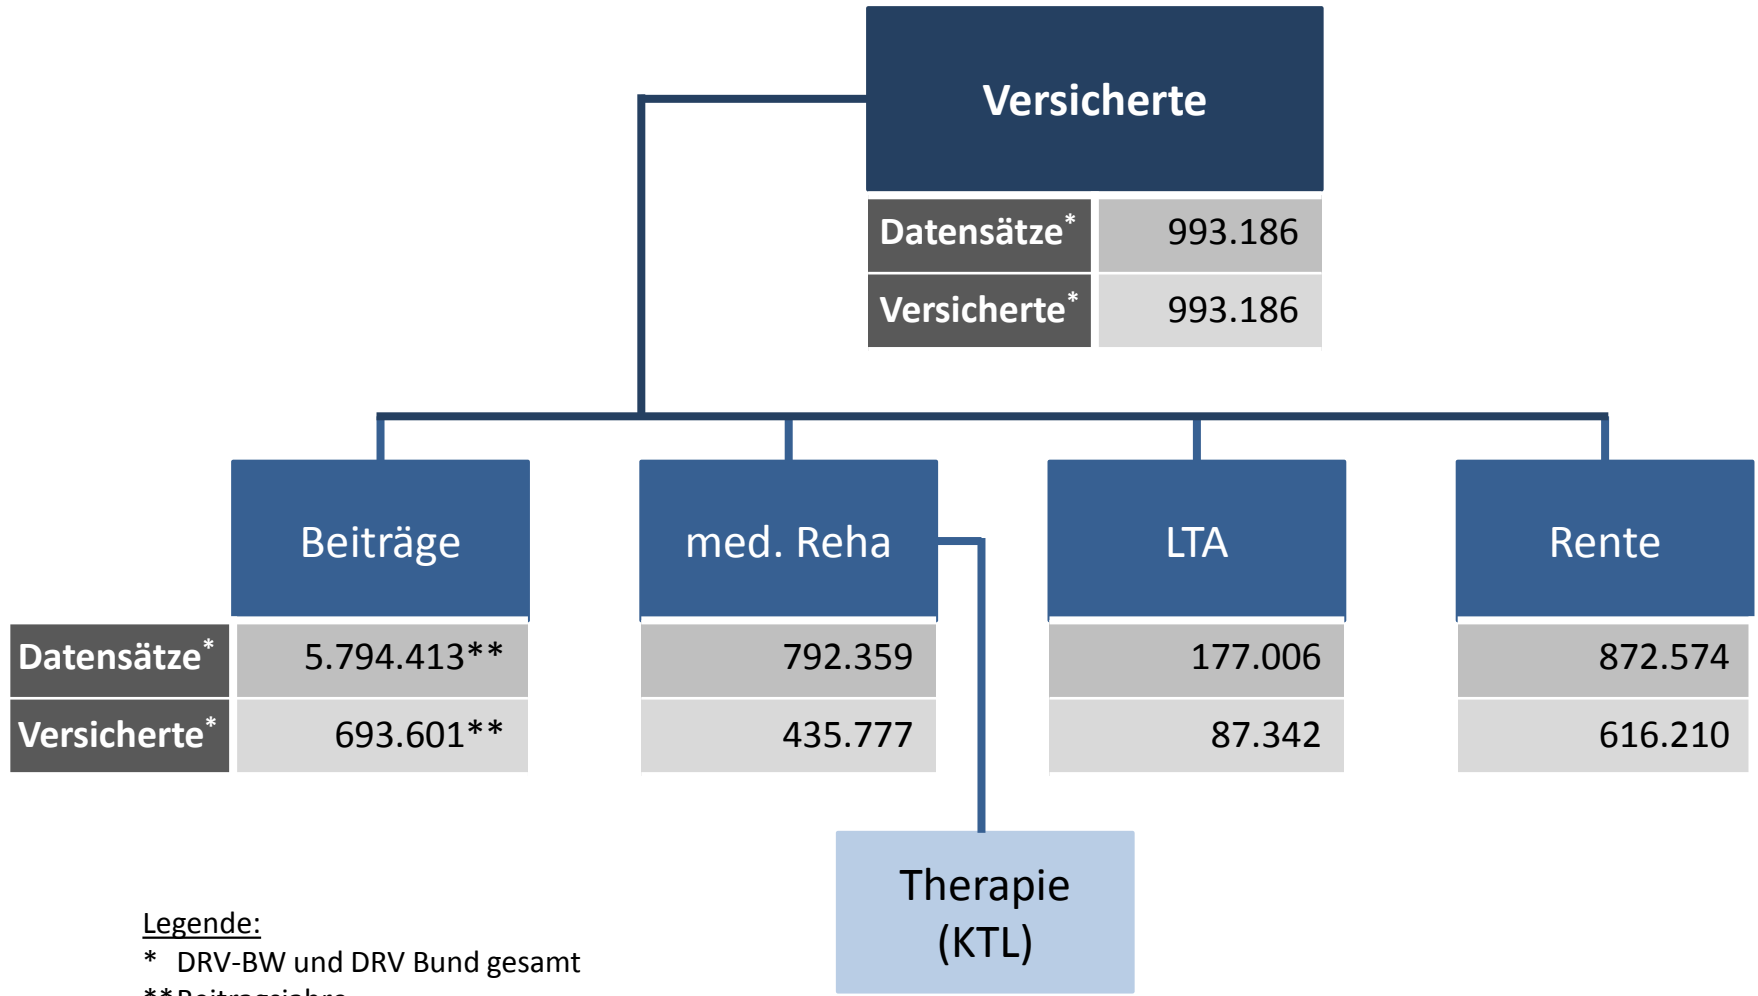 Versicherte
Datensätze* 993.186
Versicherte* 993.186
Beiträge med. Reha LTA Rente
Datensätze* 5.794.413** 792.359 177.006 872.574
Versicherte* 693.601** 435.777 87.342 616.210
Therapie
(KTL)
Legende:
* DRV-BW und DRV Bund gesamt
**Beitragsjahre